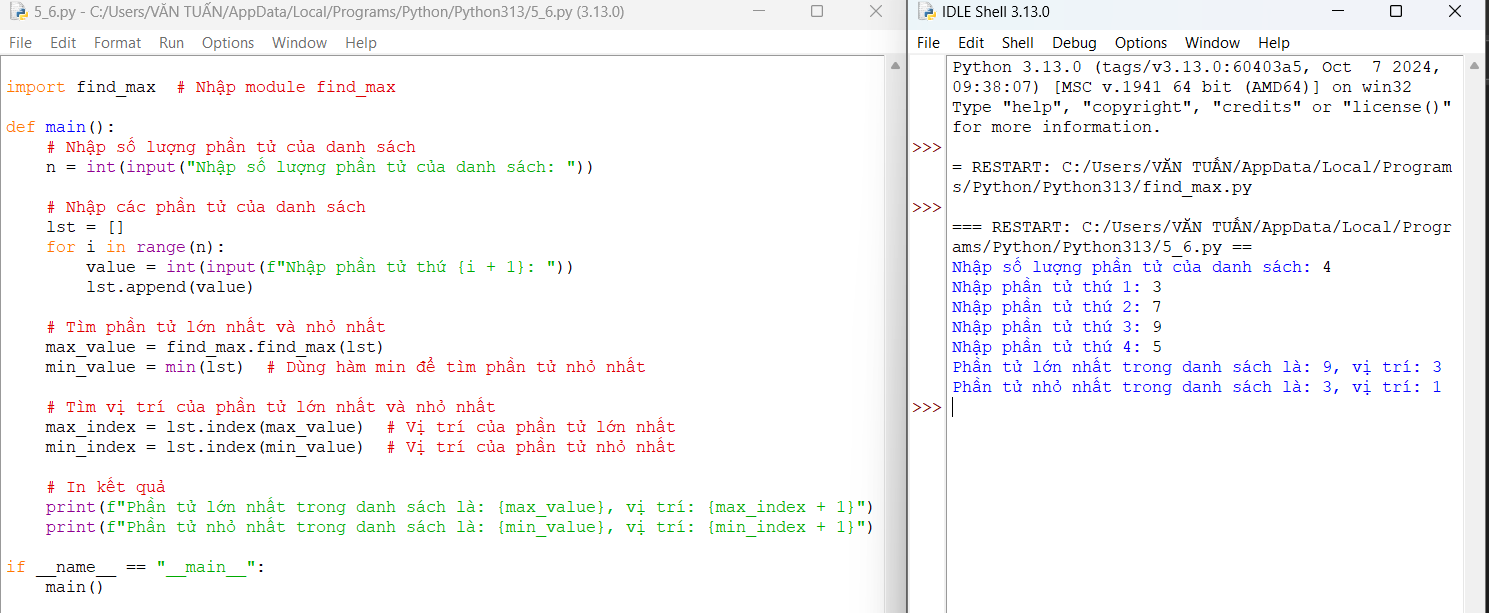 5_6.py - C:/Users/VĂN TUẤN/AppData/Local/Programs/Python/Python313/5_6.py (3.13.0)
File Edit Format Run Options Window Help
import find_max  # Nhập module find_max
def main():
    # Nhập số lượng phần tử của danh sách
    n = int(input("Nhập số lượng phần tử của danh sách: "))
    # Nhập các phần tử của danh sách
    lst = []
    for i in range(n):
        value = int(input(f"Nhập phần tử thứ {i + 1}: "))
        lst.append(value)
    # Tìm phần tử lớn nhất và nhỏ nhất
    max_value = find_max.find_max(lst)
    min_value = min(lst)  # Dùng hàm min để tìm phần tử nhỏ nhất
    # Tìm vị trí của phần tử lớn nhất và nhỏ nhất
    max_index = lst.index(max_value)  # Vị trí của phần tử lớn nhất
    min_index = lst.index(min_value)  # Vị trí của phần tử nhỏ nhất
    # In kết quả
    print(f"Phần tử lớn nhất trong danh sách là: {max_value}, vị trí: {max_index + 1}")
    print(f"Phần tử nhỏ nhất trong danh sách là: {min_value}, vị trí: {min_index + 1}")
if __name__ == "__main__":
    main()
IDLE Shell 3.13.0
File Edit Shell Debug Options Window Help
Python 3.13.0 (tags/v3.13.0:60403a5, Oct  7 2024,
09:38:07) [MSC v.1941 64 bit (AMD64)] on win32
Type "help", "copyright", "credits" or "license()"
for more information.
>>>
= RESTART: C:/Users/VĂN TUẤN/AppData/Local/Program
s/Python/Python313/find_max.py
>>>
=== RESTART: C:/Users/VĂN TUẤN/AppData/Local/Progr
ams/Python/Python313/5_6.py ==
Nhập số lượng phần tử của danh sách: 4
Nhập phần tử thứ 1: 3
Nhập phần tử thứ 2: 7
Nhập phần tử thứ 3: 9
Nhập phần tử thứ 4: 5
Phần tử lớn nhất trong danh sách là: 9, vị trí: 3
Phần tử nhỏ nhất trong danh sách là: 3, vị trí: 1
>>>